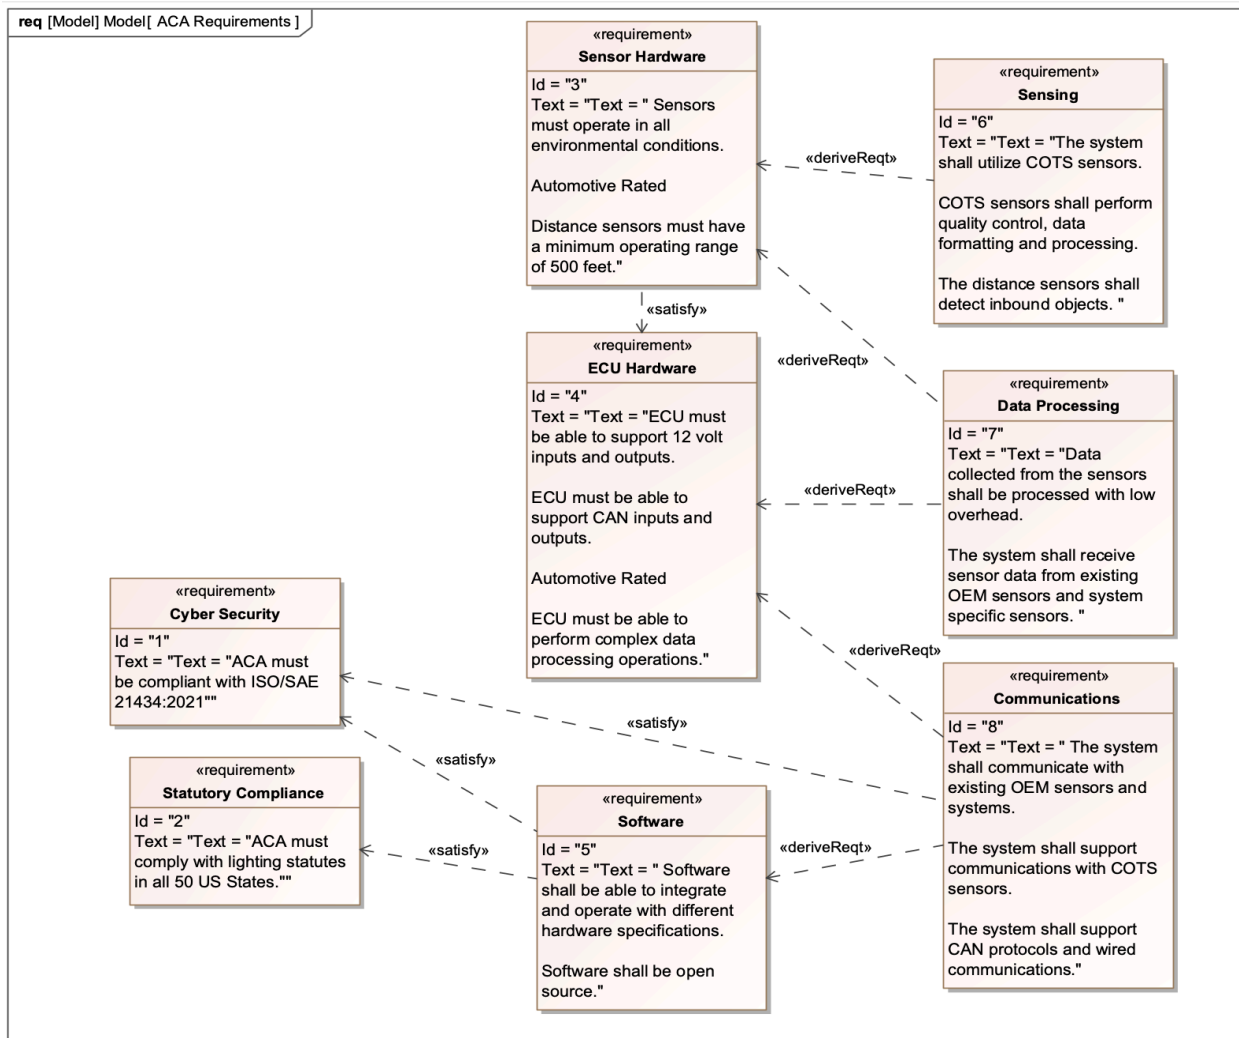 req [Model] Model[ ACA Requirements ]
«requirement»
Sensor Hardware
Id = "3"
Text = "Text = " Sensors
must operate in all
environmental conditions.
Automotive Rated
Distance sensors must have
a minimum operating range
of 500 feet."
«requirement»
Sensing
Id = "6"
Text = "Text = "The system
shall utilize COTS sensors.
COTS sensors shall perform
quality control, data
formatting and processing.
The distance sensors shall
detect inbound objects. "
«deriveReqt»
«satisfy»
«deriveReqt»
«requirement»
ECU Hardware
Id = "4"
Text = "Text = "ECU must
be able to support 12 volt
inputs and outputs.
ECU must be able to
support CAN inputs and
outputs.
Automotive Rated
ECU must be able to
perform complex data
processing operations."
«deriveReqt»
«requirement»
Data Processing
Id = "7"
Text = "Text = "Data
collected from the sensors
shall be processed with low
overhead.
The system shall receive
sensor data from existing
OEM sensors and system
specific sensors. "
«requirement»
Cyber Security
Id = "1"
Text = "Text = "ACA must
be compliant with ISO/SAE
21434:2021""
«deriveReqt»
«satisfy»
«satisfy»
«requirement»
Communications
Id = "8"
Text = "Text = " The system
shall communicate with
existing OEM sensors and
systems.
The system shall support
communications with COTS
sensors.
The system shall support
CAN protocols and wired
communications."
«requirement»
Statutory Compliance
Id = "2"
Text = "Text = "ACA must
comply with lighting statutes
in all 50 US States.""
«satisfy»
«requirement»
Software
Id = "5"
Text = "Text = " Software
shall be able to integrate
and operate with different
hardware specifications.
Software shall be open
source."
«deriveReqt»